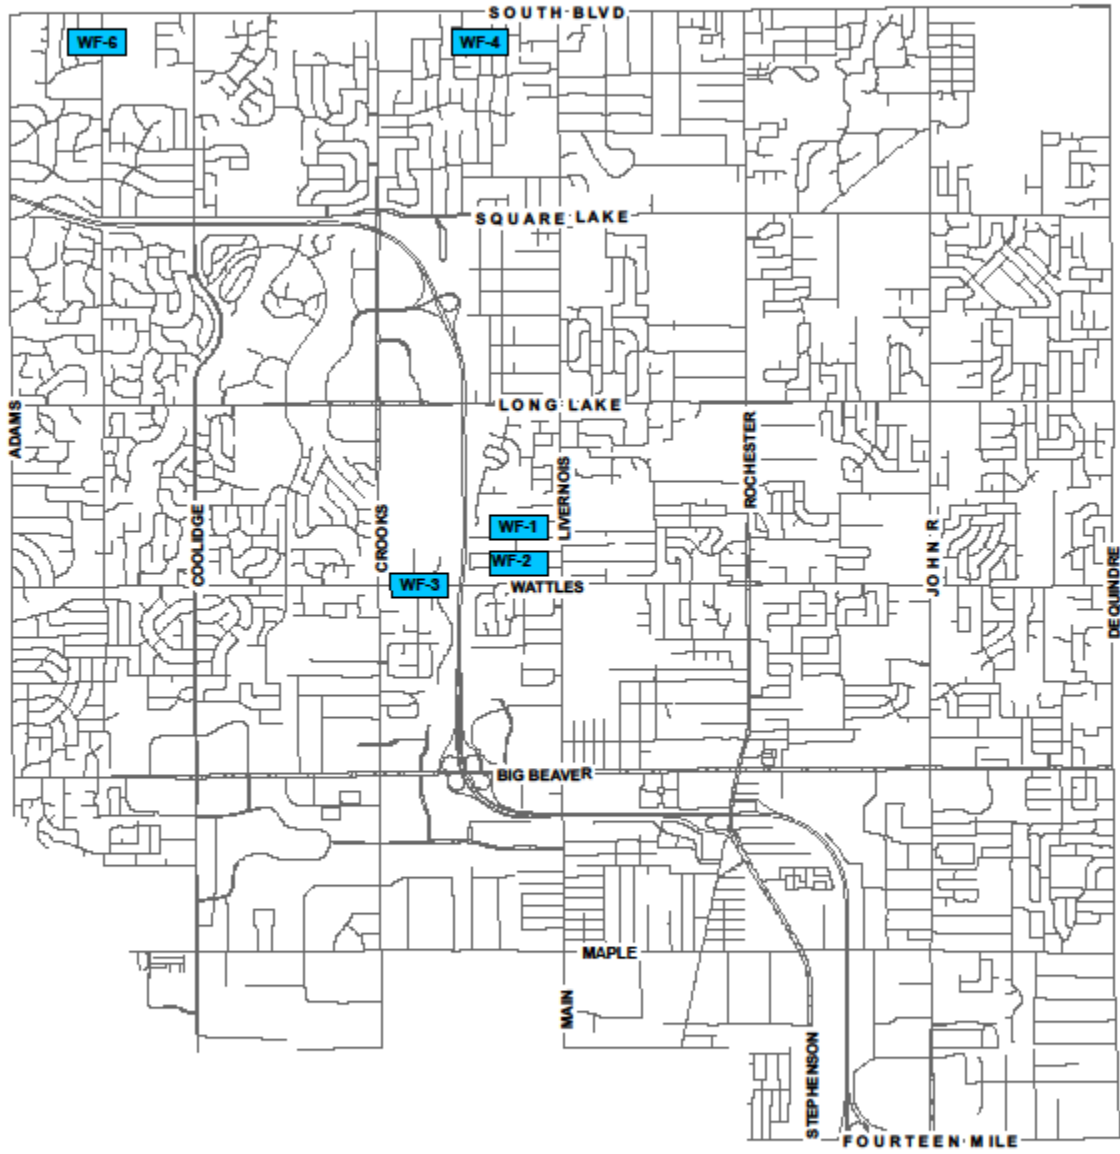 SOUTH BLVD
WF-6
WF-4
SQUARE LAKE
LONG LAKE
ADAMS
ROCHESTER
LIVERNOIS
COOLIDGE
CROOKS
WF-1
JOHN R
WF-2
WF-3
WATTLES
DEQUINDRE
BIG BEAVER
MAPLE
MAIN
STEPHENSON
FOURTEEN MILE